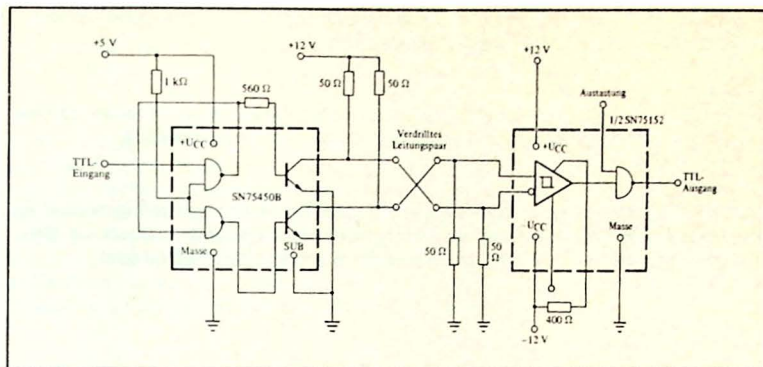 +5 V
+12 V
+12 V
1 kΩ
560 Ω
50 Ω
50 Ω
Austastung
1/2 SN75152
+UCC
Verdrilltes
Leitungspaar
+UCC
TTL-
Eingang
SN75450B
TTL-
Ausgang
-UCC
Masse
Masse
SUB
50 Ω
50
Ω
400 Ω
-12 V